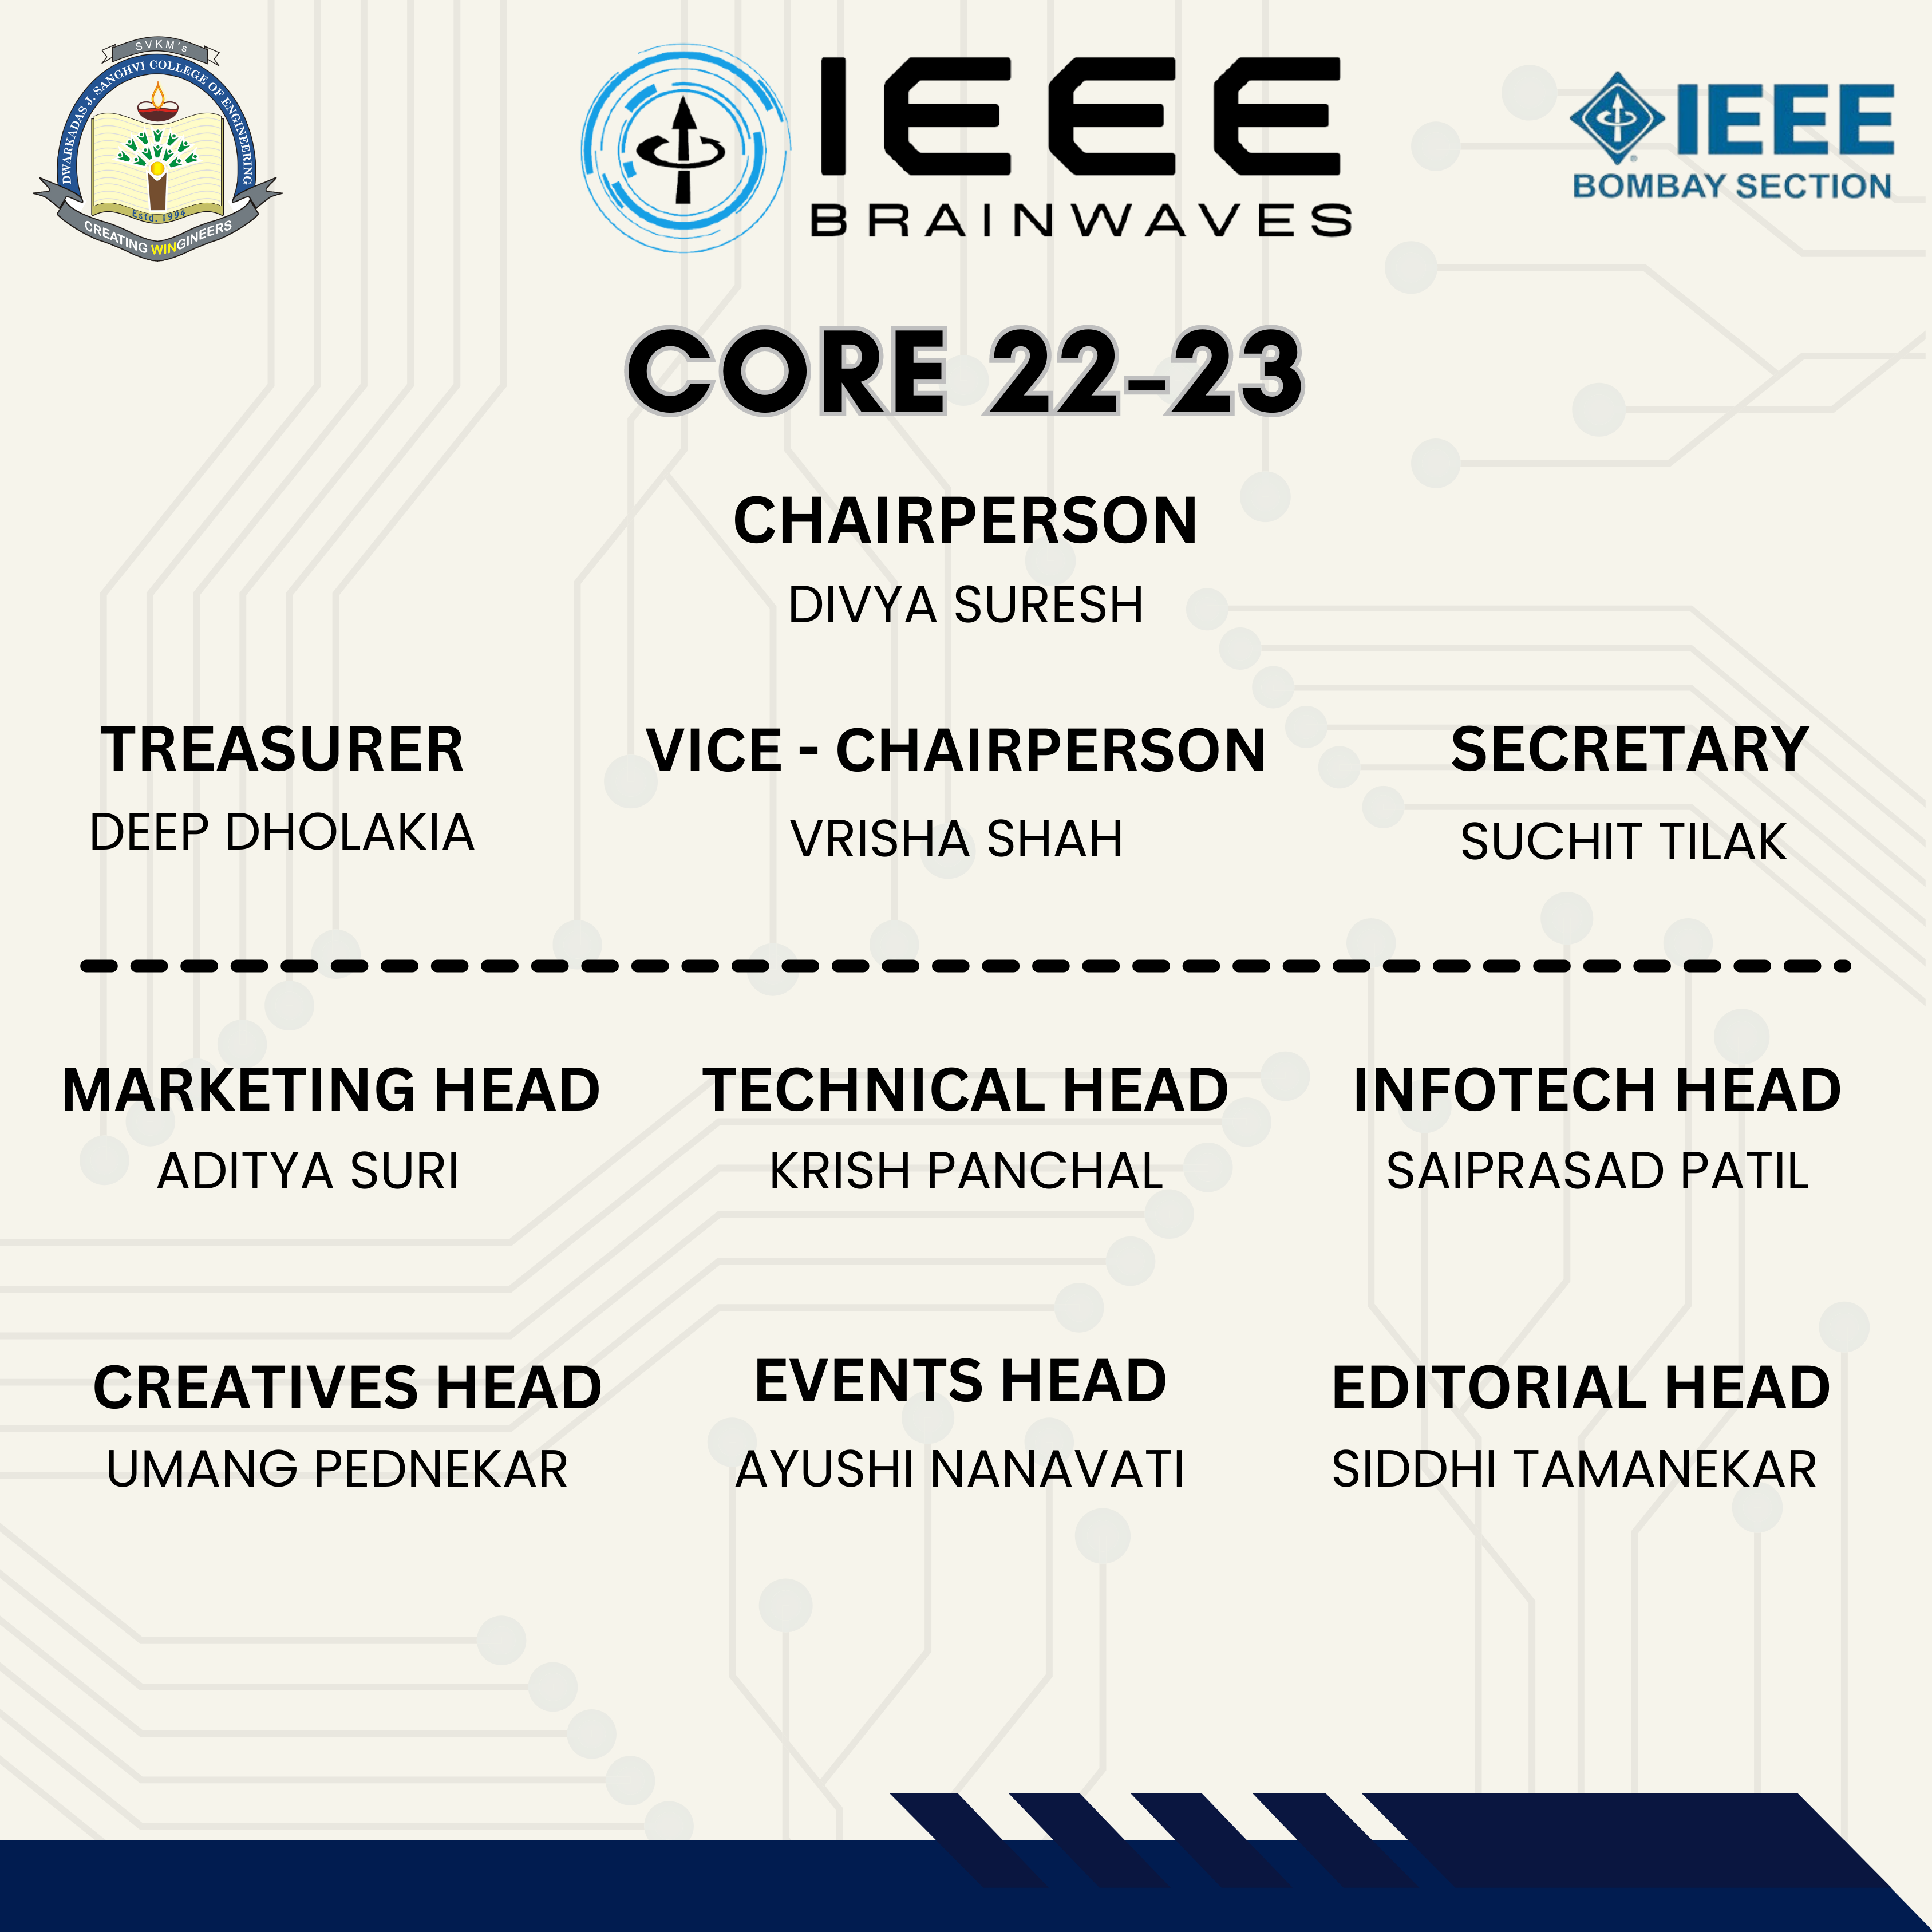 SVKM's
DWARKADAS J. SANGHVI COLLEGE OF ENGINEERING
Estd. 1994
CREATING WINGINEERS
IEEE
BRAINWAVES
IEEE
®
BOMBAY SECTION
CORE 22-23
CHAIRPERSON
DIVYA SURESH
TREASURER
DEEP DHOLAKIA
VICE - CHAIRPERSON
VRISHA SHAH
SECRETARY
SUCHIT TILAK
MARKETING HEAD
ADITYA SURI
TECHNICAL HEAD
KRISH PANCHAL
INFOTECH HEAD
SAIPRASAD PATIL
CREATIVES HEAD
UMANG PEDNEKAR
EVENTS HEAD
AYUSHI NANAVATI
EDITORIAL HEAD
SIDDHI TAMANEKAR